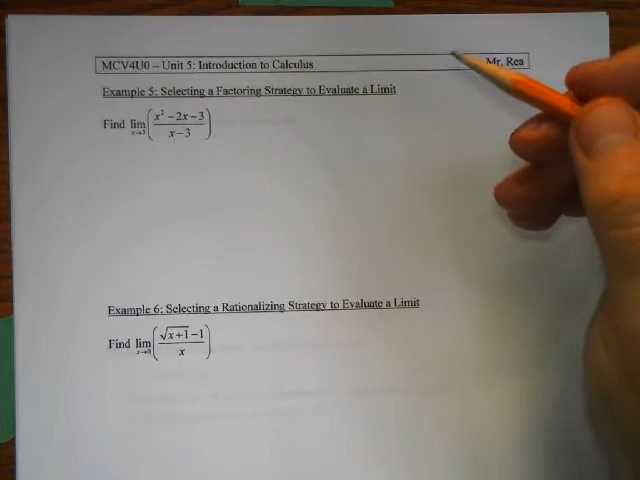 MCV4U0 – Unit 5: Introduction to Calculus Mr. Rea
Example 5: Selecting a Factoring Strategy to Evaluate a Limit
Find lim x→3 ( (x² − 2x − 3) / (x − 3) )
Example 6: Selecting a Rationalizing Strategy to Evaluate a Limit
Find lim x→0 ( (√(x+1) − 1) / x )